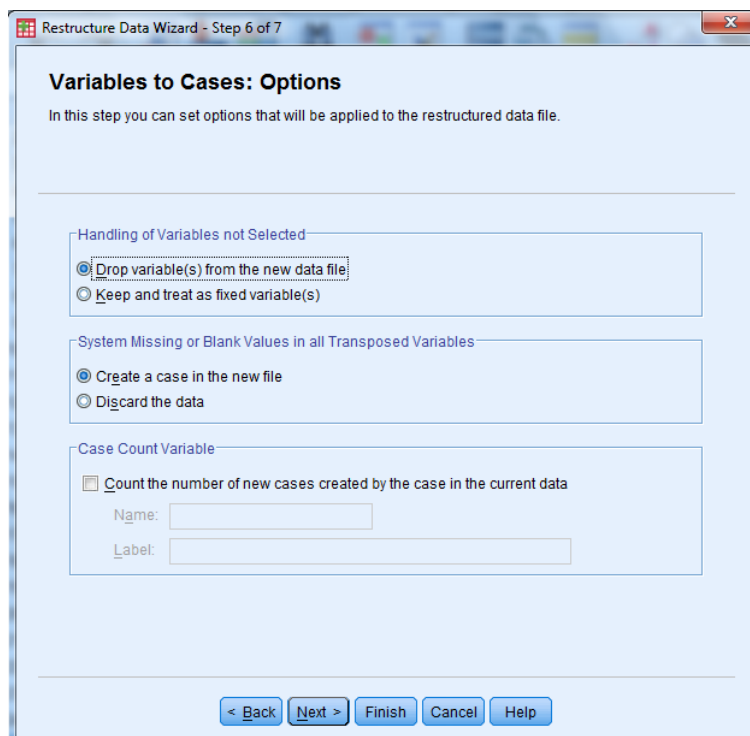 Restructure Data Wizard - Step 6 of 7
Variables to Cases: Options
In this step you can set options that will be applied to the restructured data file.
Handling of Variables not Selected
Drop variable(s) from the new data file
Keep and treat as fixed variable(s)
System Missing or Blank Values in all Transposed Variables
Create a case in the new file
Discard the data
Case Count Variable
Count the number of new cases created by the case in the current data
Name:
Label:
< Back Next > Finish Cancel Help